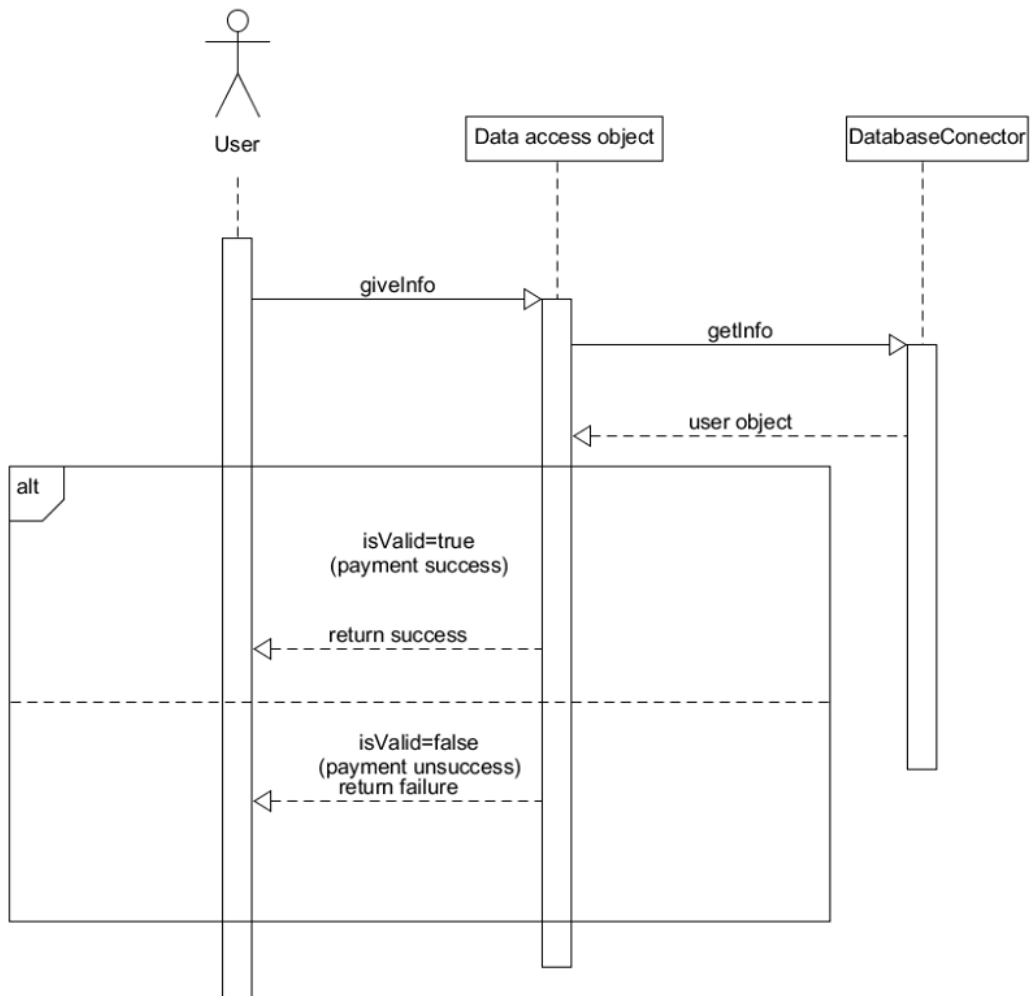 User
Data access object
DatabaseConector
giveInfo
getInfo
user object
alt
isValid=true
(payment success)
return success
isValid=false
(payment unsuccess)
return failure